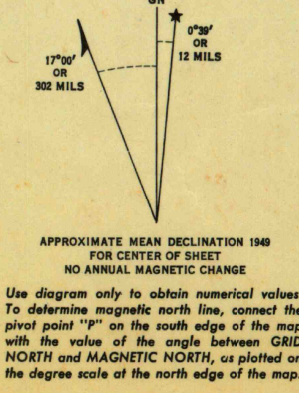 GN
0°39'
OR
12 MILS
17°00'
OR
302 MILS
APPROXIMATE MEAN DECLINATION 1949
FOR CENTER OF SHEET
NO ANNUAL MAGNETIC CHANGE
Use diagram only to obtain numerical values
To determine magnetic north line, connect the
pivot point "P" on the south edge of the map
with the value of the angle between GRID
NORTH and MAGNETIC NORTH, as plotted on
the degree scale at the north edge of the map.